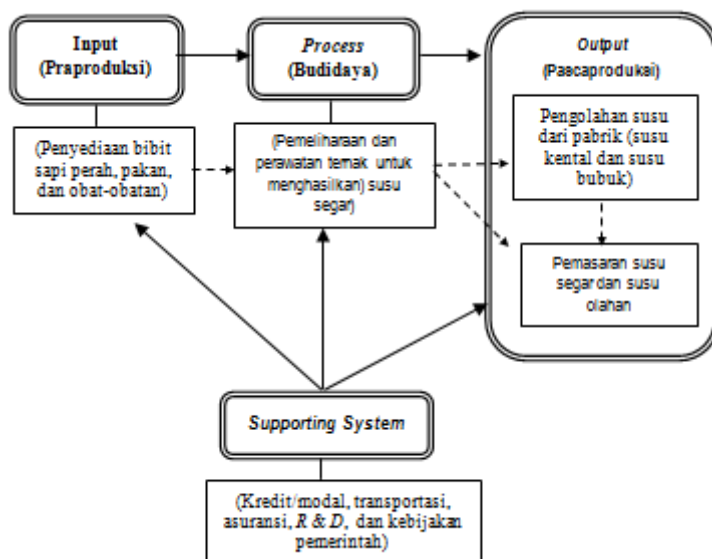 Input
(Praproduksi)
Process
(Budidaya)
Output
(Pascaproduksi)
(Penyediaan bibit
sapi perah, pakan,
dan obat-obatan)
(Pemeliharaan dan
perawatan ternak untuk
menghasilkan) susu
segar)
Pengolahan susu
dari pabrik (susu
kental dan susu
bubuk)
Pemasaran susu
segar dan susu
olahan
Supporting System
(Kredit/modal, transportasi,
asuransi, R & D, dan kebijakan
pemerintah)